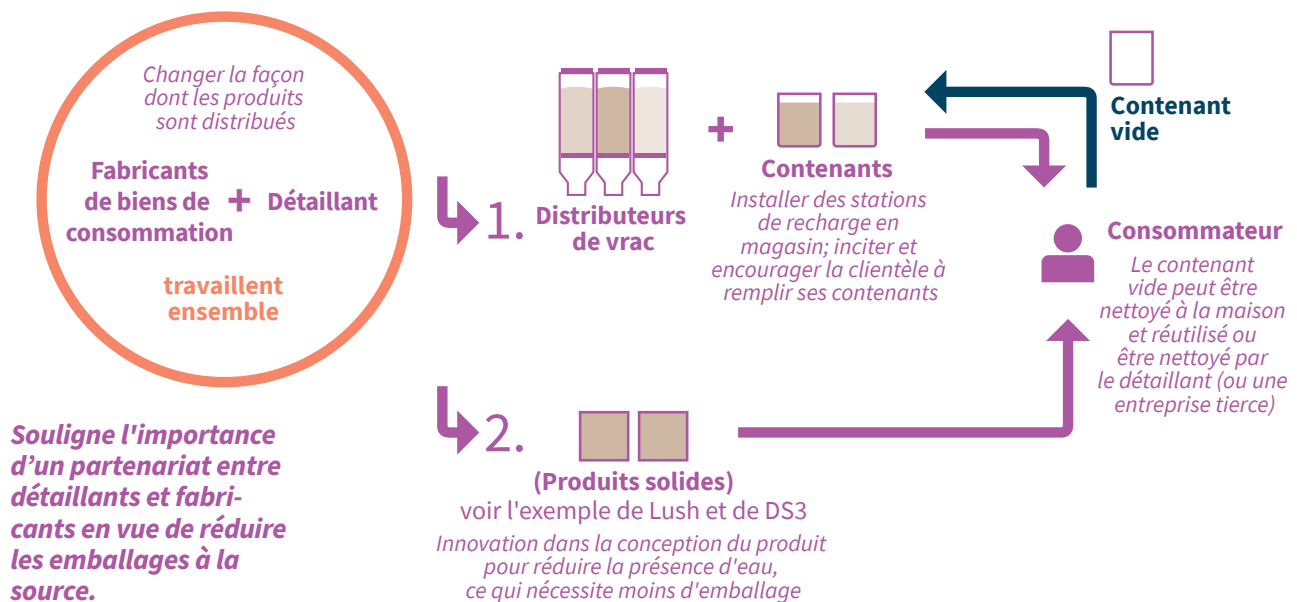 Changer la façon
dont les produits
sont distribués
Fabricants
de biens de
consommation
+
Détaillant
travaillent
ensemble
Souligne l'importance
d’un partenariat entre
détaillants et fabri-
cants en vue de réduire
les emballages à la
source.
1.
Distributeurs
de vrac
+
Contenants
Installer des stations
de recharge en
magasin; inciter et
encourager la clientèle à
remplir ses contenants
Contenant
vide
Consommateur
Le contenant
vide peut être
nettoyé à la maison
et réutilisé ou
être nettoyé par
le détaillant (ou une
entreprise tierce)
2.
(Produits solides)
voir l'exemple de Lush et de DS3
Innovation dans la conception du produit
pour réduire la présence d'eau,
ce qui nécessite moins d'emballage